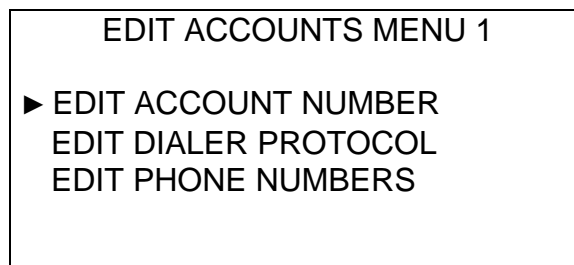 EDIT ACCOUNTS MENU 1
► EDIT ACCOUNT NUMBER
EDIT DIALER PROTOCOL
EDIT PHONE NUMBERS